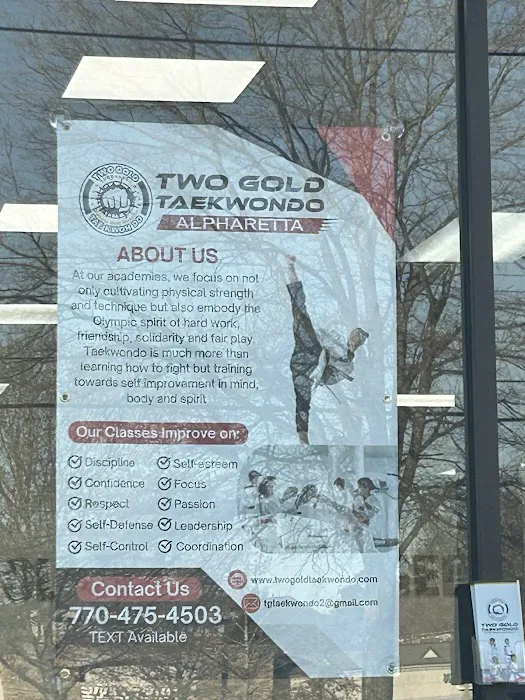 TWO GOLD
TAEKWONDO
TWO GOLD
TAEKWONDO
ALPHARETTA
ABOUT US
At our academies, we focus on not
only cultivating physical strength
and technique but also embody the
Olympic spirit of hard work,
friendship, solidarity and fair play.
Taekwondo is much more than
learning how to fight but training
towards self improvement in mind,
body and spirit
Our Classes Improve on:
Discipline
Self-esteem
Confidence
Focus
Respect
Passion
Self-Defense
Leadership
Self-Control
Coordination
www.twogoldtaekwondo.com
tgtaekwondo2@gmail.com
Contact Us
770-475-4503
TEXT Available
TWO GOLD
TAEKWONDO